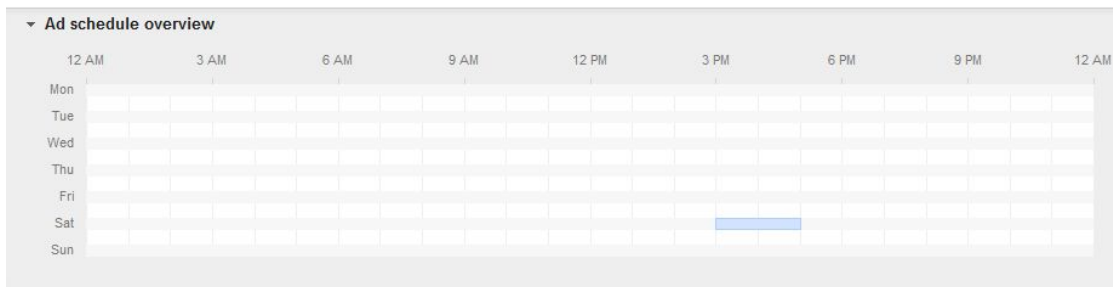 Ad schedule overview
12 AM 3 AM 6 AM 9 AM 12 PM 3 PM 6 PM 9 PM 12 AM
Mon
Tue
Wed
Thu
Fri
Sat
Sun